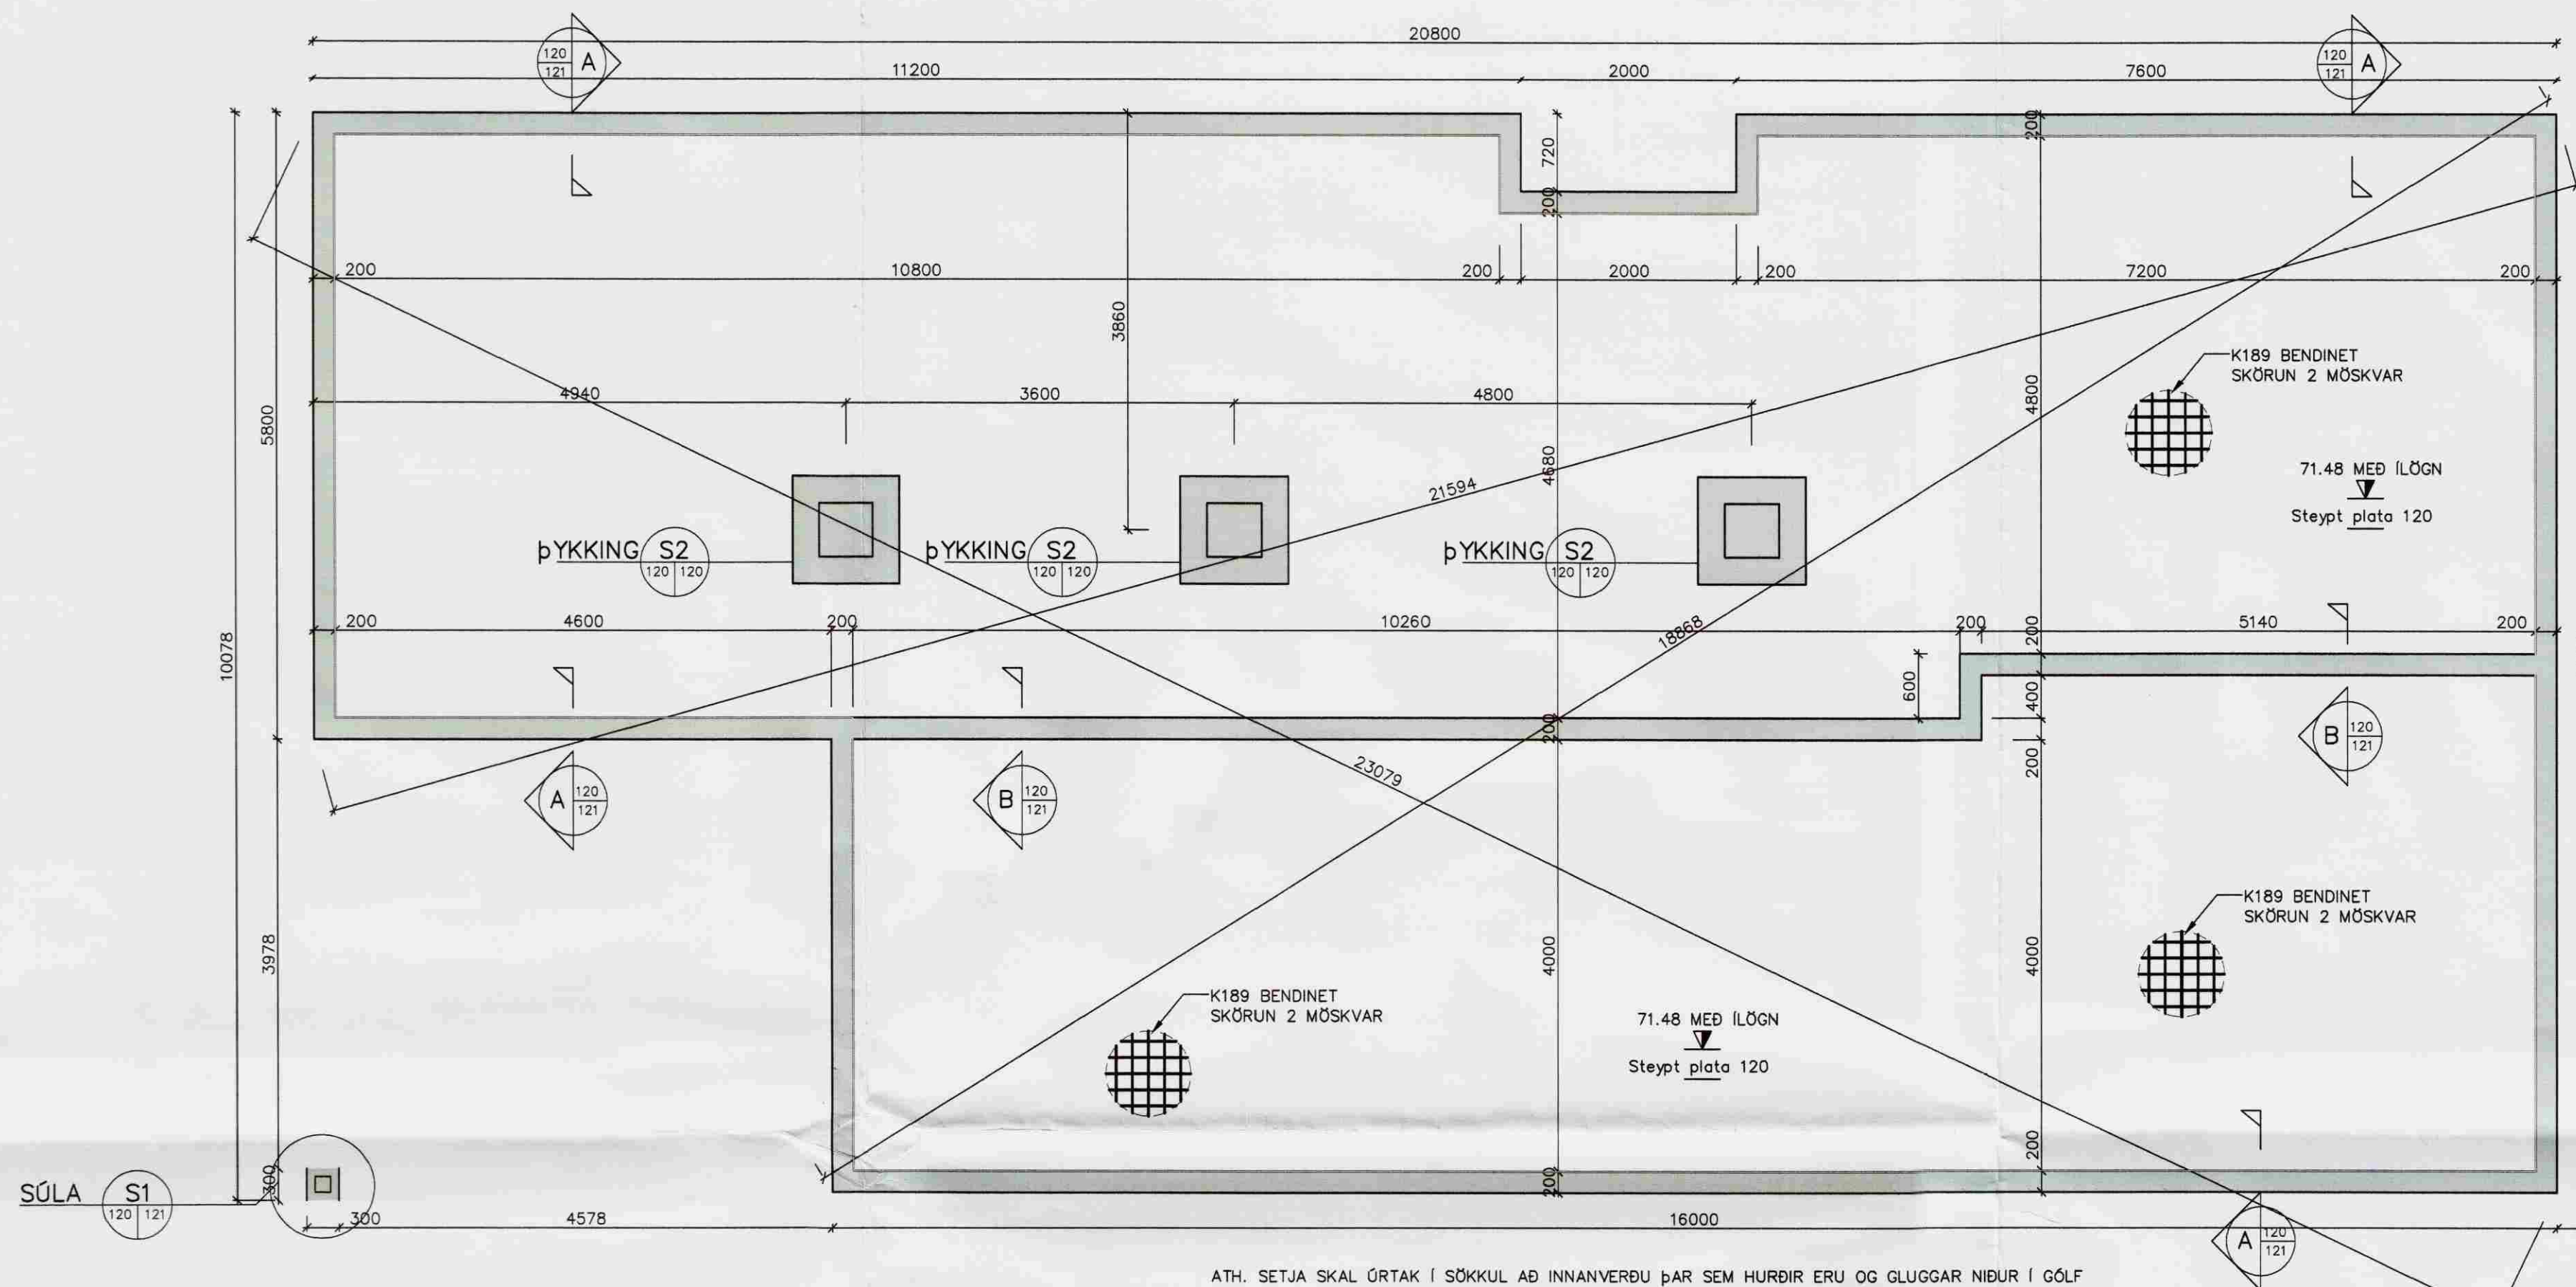 20800
120
121
A
120
121
A
11200
2000
7600
200
720
200
200
10800
200
2000
200
7200
200
3860
K189 BENDINET
SKÖRUN 2 MÖSKVAR
4940
3600
4800
4800
5800
4680
71.48 MEÐ ÍLÖGN
Steypt plata 120
21594
ÞYKKING
S2
120 120
ÞYKKING
S2
120 120
ÞYKKING
S2
120 120
200
4600
200
10260
18868
200
200
5140
200
10078
600
400
200
B
120
121
200
23079
A
120
121
B
120
121
K189 BENDINET
SKÖRUN 2 MÖSKVAR
3978
4000
4000
K189 BENDINET
SKÖRUN 2 MÖSKVAR
71.48 MEÐ ÍLÖGN
Steypt plata 120
200
200
300
SÚLA
S1
120 121
300
4578
16000
A
120
121
ATH. SETJA SKAL ÚRTAK Í SÖKKUL AÐ INNANVERÐU ÞAR SEM HURÐIR ERU OG GLUGGAR NIÐUR Í GÓLF